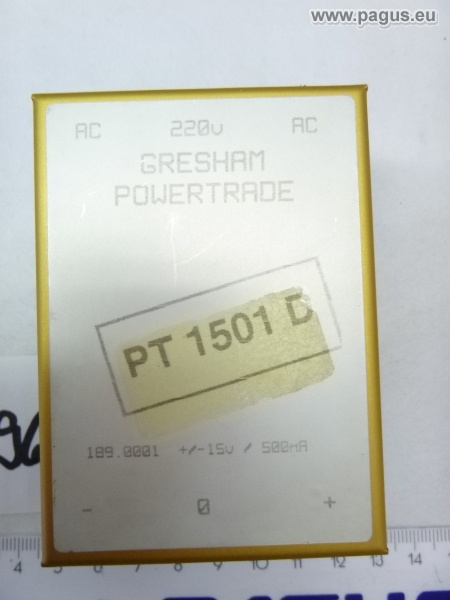 www.pagus.eu
AC 220v AC
GRESHAM
POWERTRADE
PT 1501 D
189.0001 +/-15v / 500mA
- 0 +
4 5 6 7 8 9 10 11 12 13 14